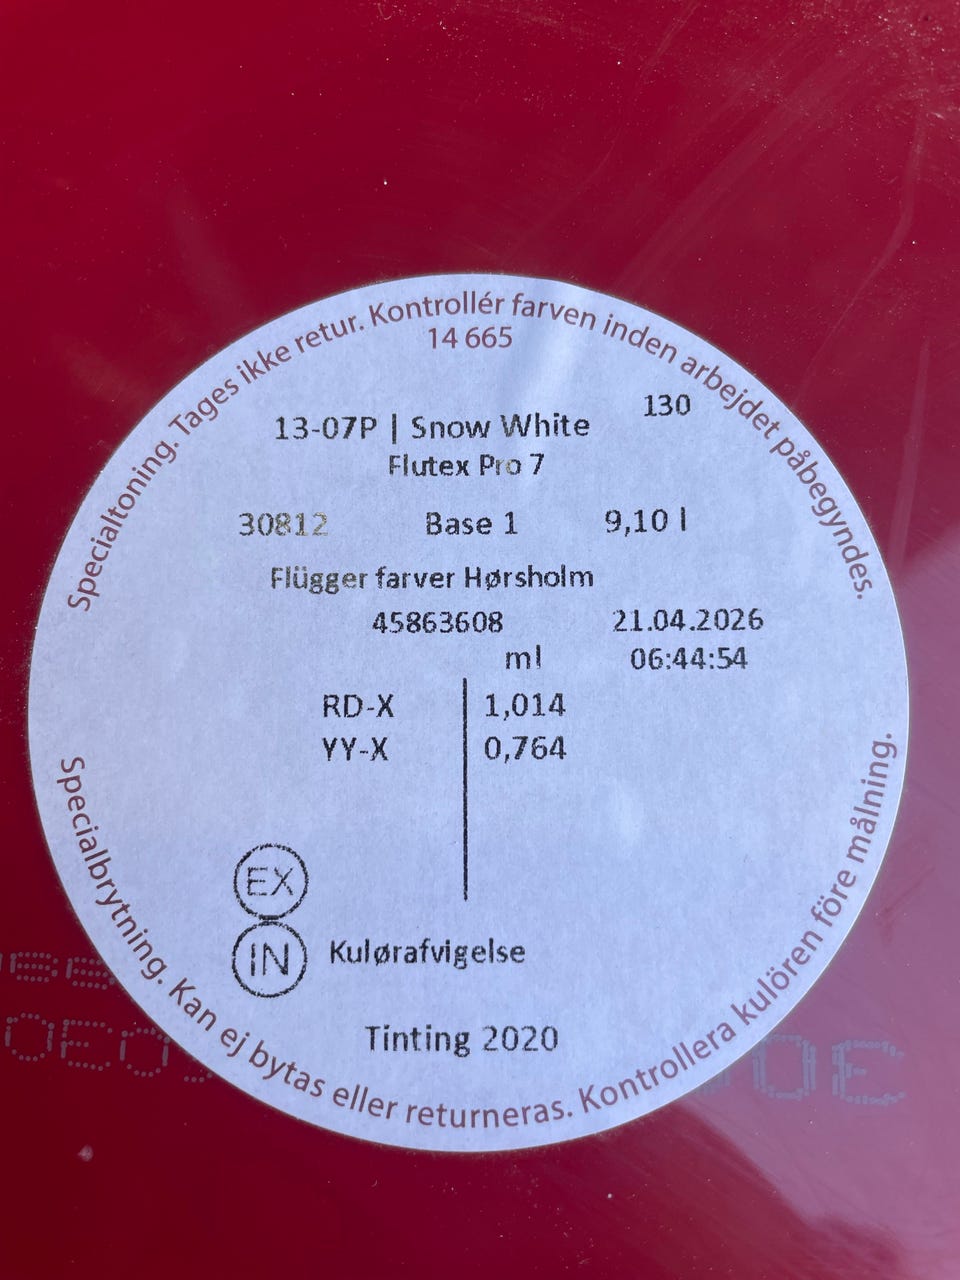 Specialtoning. Tages ikke retur. Kontrollér farven inden arbejdet påbegyndes.
14 665
130
13-07P | Snow White
Flutex Pro 7
30812 Base 1 9,10 l
Flügger farver Hørsholm
45863608 21.04.2026
ml 06:44:54
RD-X 1,014
YY-X 0,764
EX
IN Kulørafvigelse
Tinting 2020
Specialbrytning. Kan ej bytas eller returneras. Kontrollera kulören före målning.